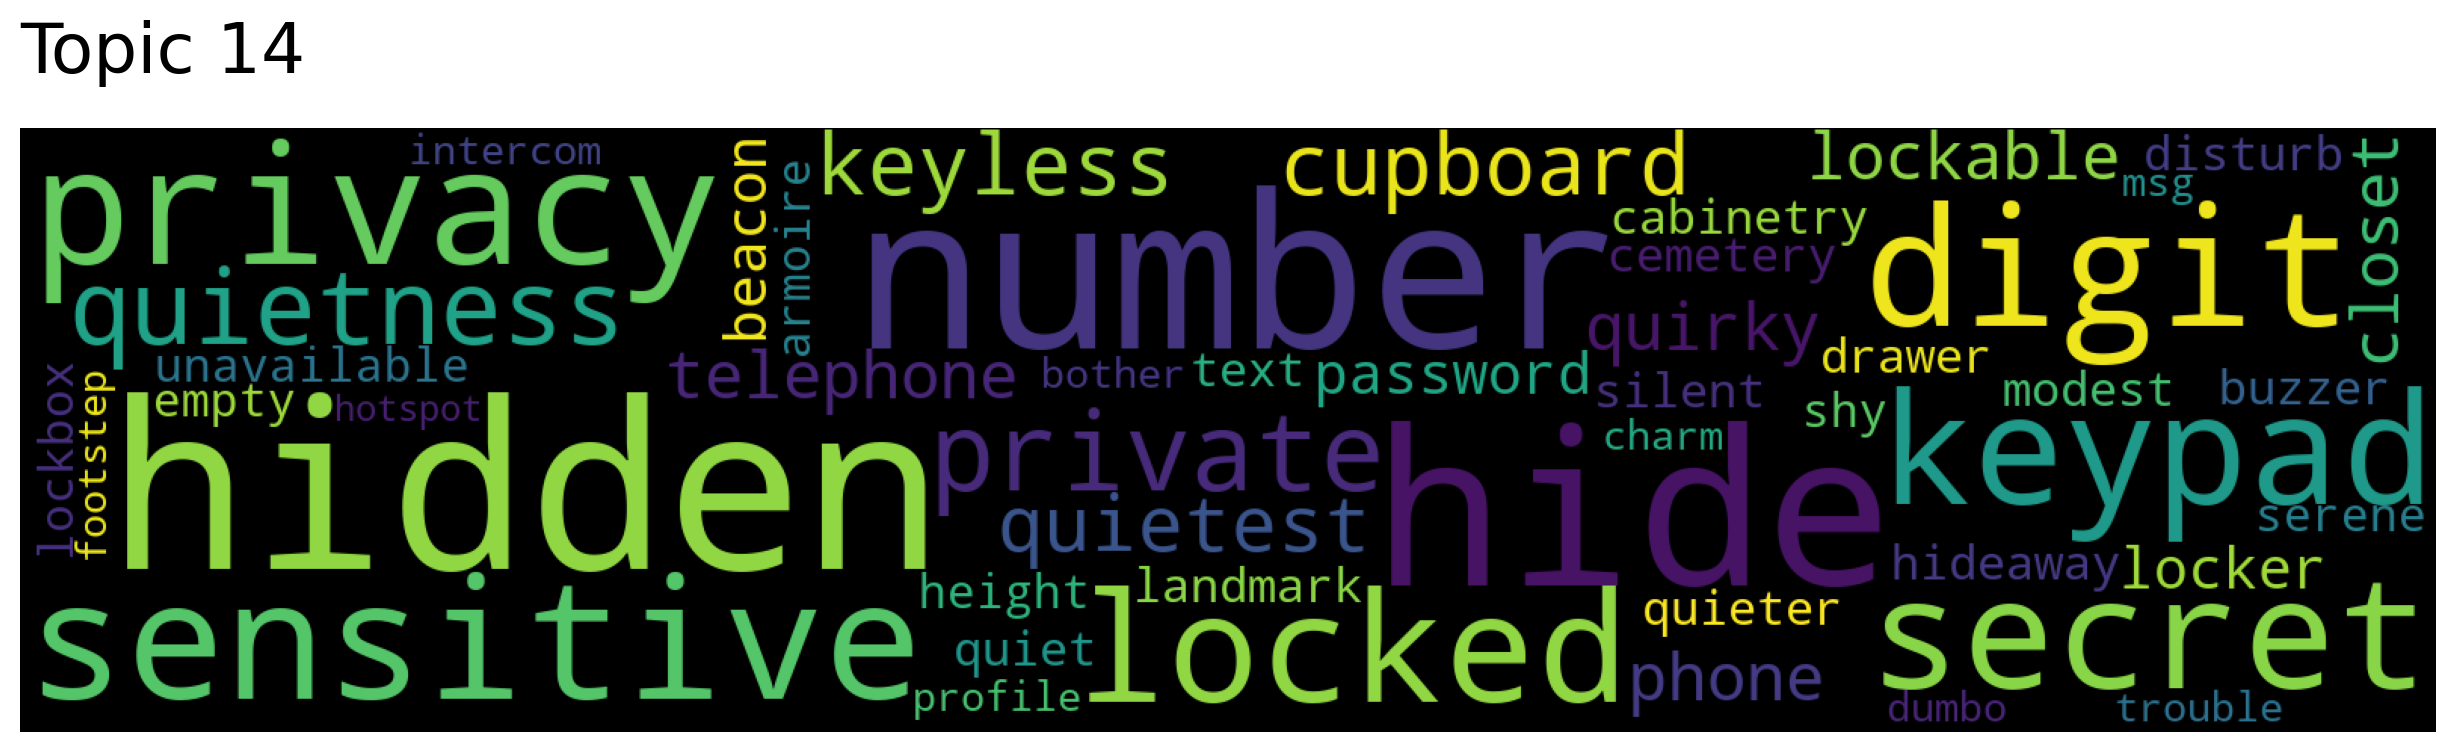 Topic 14
intercom
privacy
beacon
armoire
keyless
cupboard
lockable
disturb
msg
closet
number
cabinetry
cemetery
digit
quietness
quirky
unavailable
telephone
bother
text
password
drawer
silent
modest
buzzer
lockbox
footstep
empty
hotspot
hidden
private
charm
shy
hide
keypad
quietest
serene
hideaway
locker
sensitive
height
landmark
locked
quieter
secret
quiet
profile
phone
dumbo
trouble